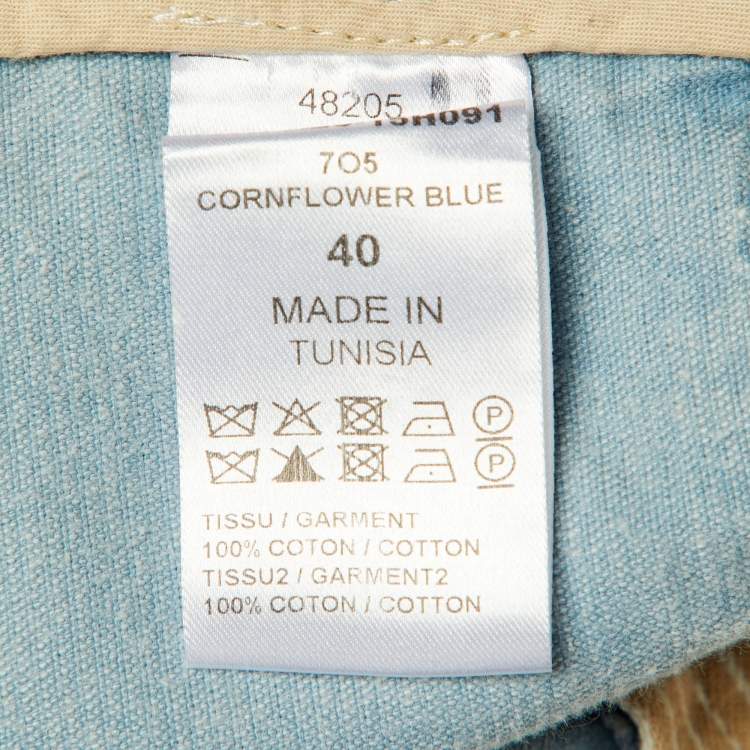 48205
7O5
CORNFLOWER BLUE
40
MADE IN
TUNISIA
P
P
TISSU / GARMENT
100% COTON / COTTON
TISSU2 / GARMENT2
100% COTON / COTTON